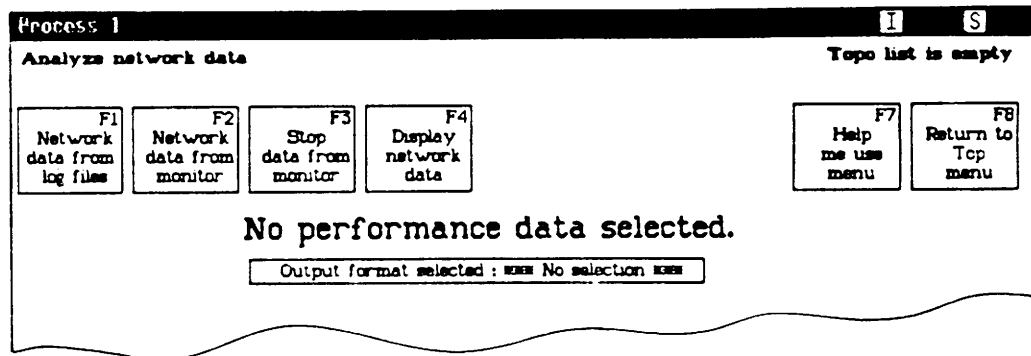 Process 1 I S
Analyze network data Topo list is empty
F1 F2 F3 F4 F7 F8
Network data from log files
Network data from monitor
Stop data from monitor
Display network data
Help me use menu
Return to Top menu
No performance data selected.
Output format selected : *** No selection ***